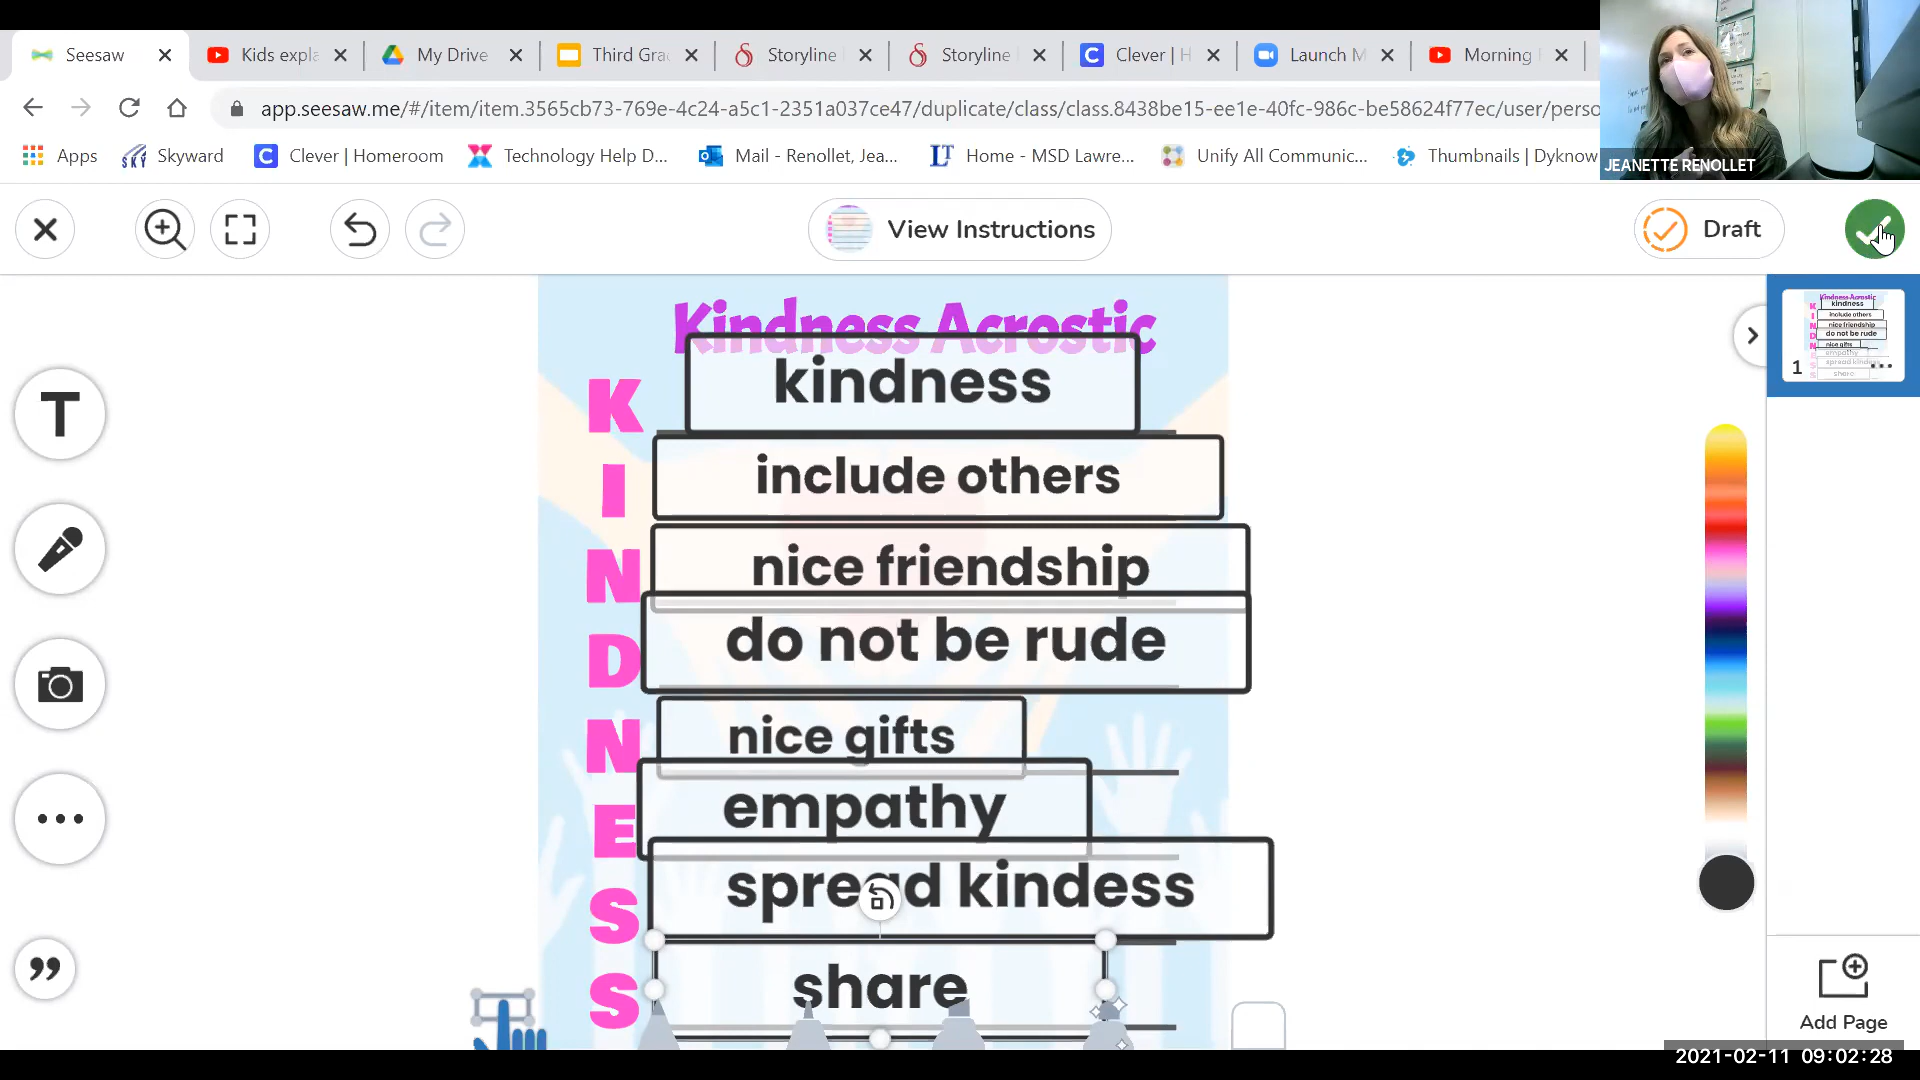 Seesaw
Kids expla
My Drive
Third Gra
Storyline
Storyline
Clever | H
Launch M
Morning
app.seesaw.me/#/item/item.3565cb73-769e-4c24-a5c1-2351a037ce47/duplicate/class/class.8438be15-ee1e-40fc-986c-be58624f77ec/user/perso
Apps
Skyward
Clever | Homeroom
Technology Help D...
Mail - Renollet, Jea...
Home - MSD Lawre...
Unify All Communic...
Thumbnails | Dyknow
JEANETTE RENOLLET
View Instructions
Draft
Kindness Acrostic
K kindness
I include others
N nice friendship
D do not be rude
N nice gifts
E empathy
S spread kindess
S share
T
1
Add Page
2021-02-11 09:02:28